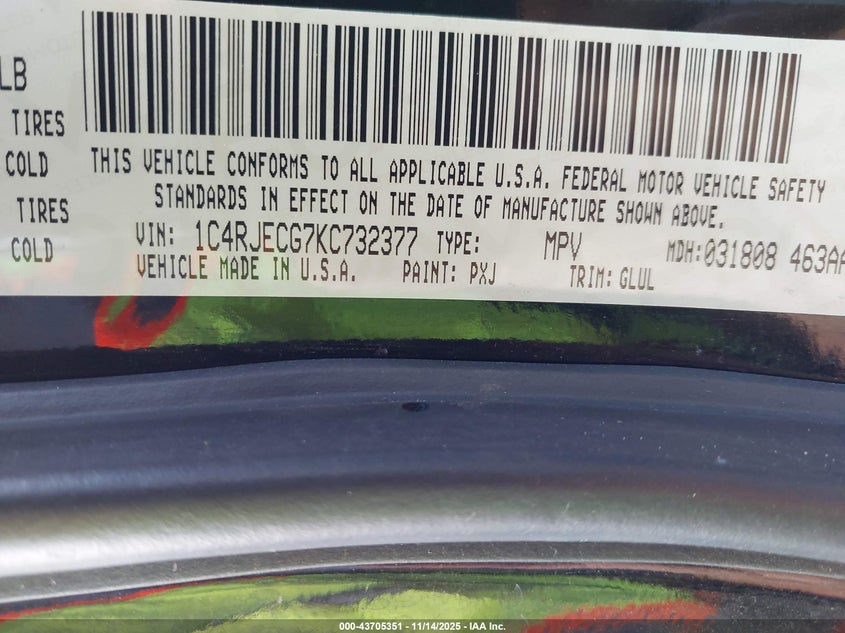 LB
TIRES
COLD
TIRES
COLD
THIS VEHICLE CONFORMS TO ALL APPLICABLE U.S.A. FEDERAL MOTOR VEHICLE SAFETY
STANDARDS IN EFFECT ON THE DATE OF MANUFACTURE SHOWN ABOVE.
VIN: 1C4RJECG7KC732377 TYPE: MPV MDH:031808 463AA
VEHICLE MADE IN U.S.A. PAINT: PXJ TRIM: GLUL
000-43705351 - 11/14/2025 - IAA Inc.